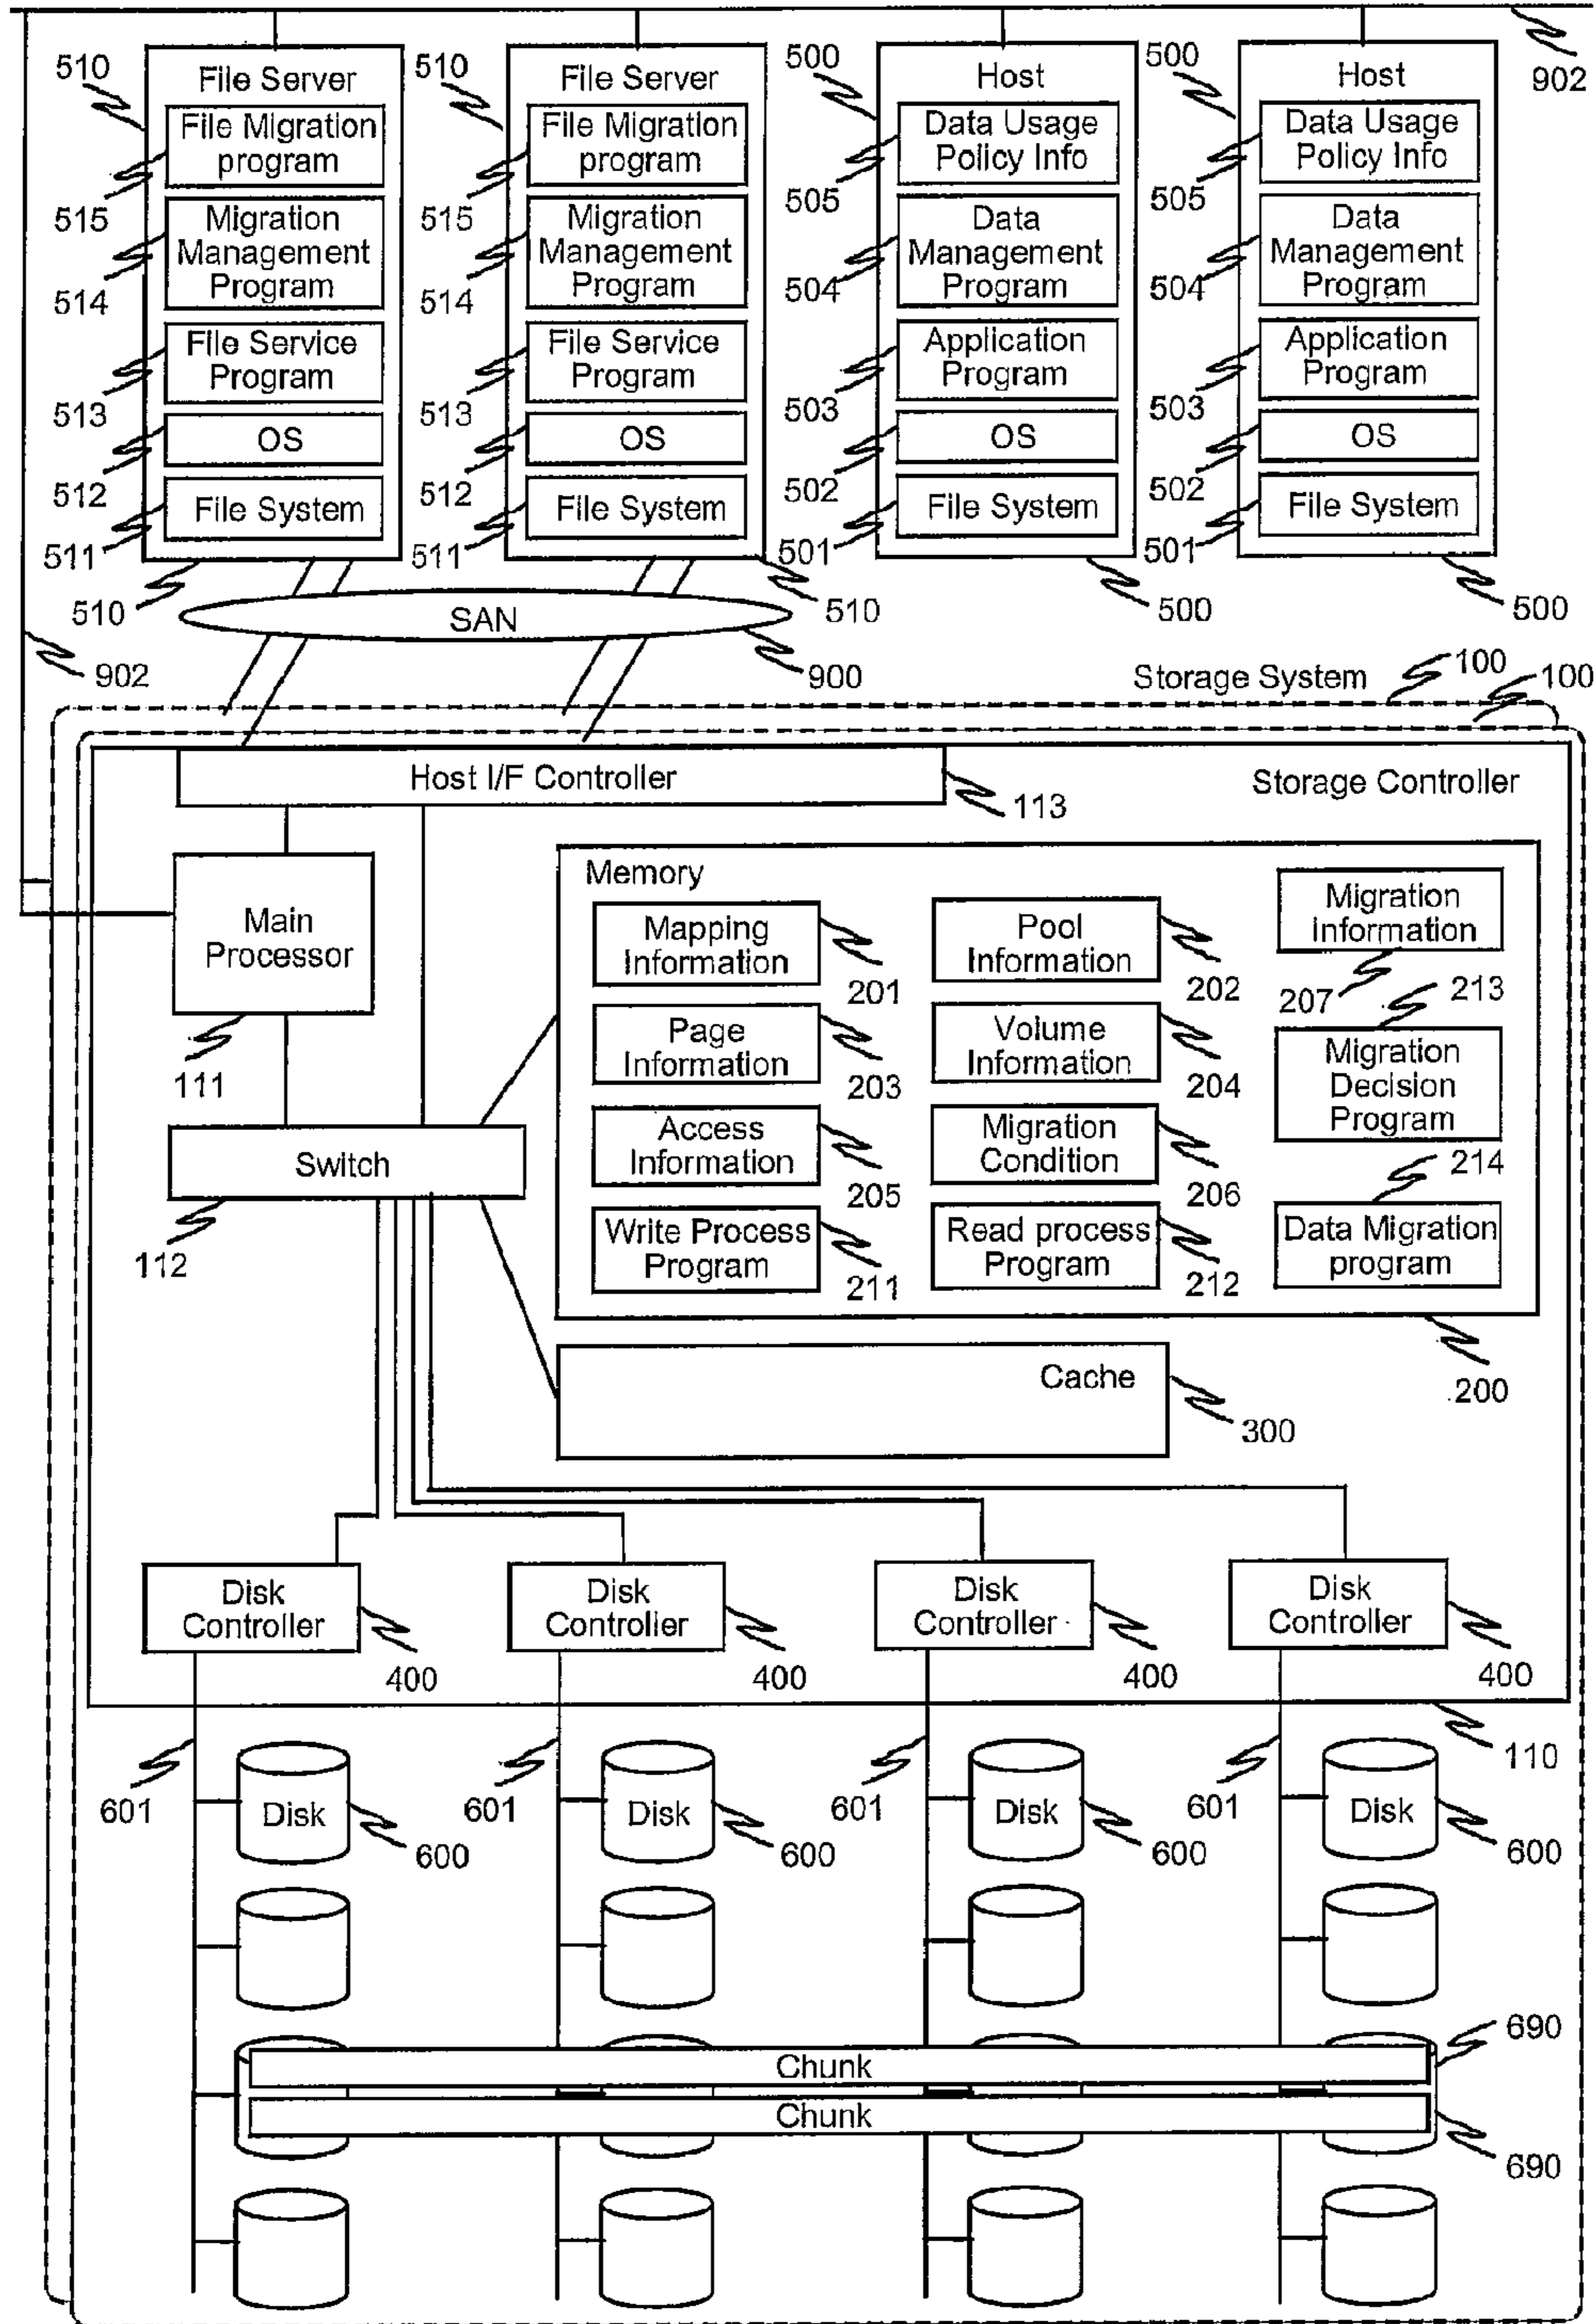 902
510
File Server
File Migration
program
515
Migration
Management
Program
514
File Service
Program
513
OS
512
File System
511
510
510
File Server
File Migration
program
515
Migration
Management
Program
514
File Service
Program
513
OS
512
File System
511
510
500
Host
Data Usage
Policy Info
505
Data
Management
Program
504
Application
Program
503
OS
502
File System
501
500
500
Host
Data Usage
Policy Info
505
Data
Management
Program
504
Application
Program
503
OS
502
File System
501
500
SAN
900
902
Storage System
100
100
Host I/F Controller
113
Storage Controller
Main
Processor
111
Switch
112
Memory
Mapping
Information
201
Pool
Information
202
Migration
Information
207
Page
Information
203
Volume
Information
204
213
Migration
Decision
Program
Access
Information
205
Migration
Condition
206
214
Write Process
Program
211
Read process
Program
212
Data Migration
program
200
Cache
300
Disk
Controller
400
Disk
Controller
400
Disk
Controller
400
Disk
Controller
400
110
601
Disk
600
601
Disk
600
601
Disk
600
601
Disk
600
Chunk
690
Chunk
690